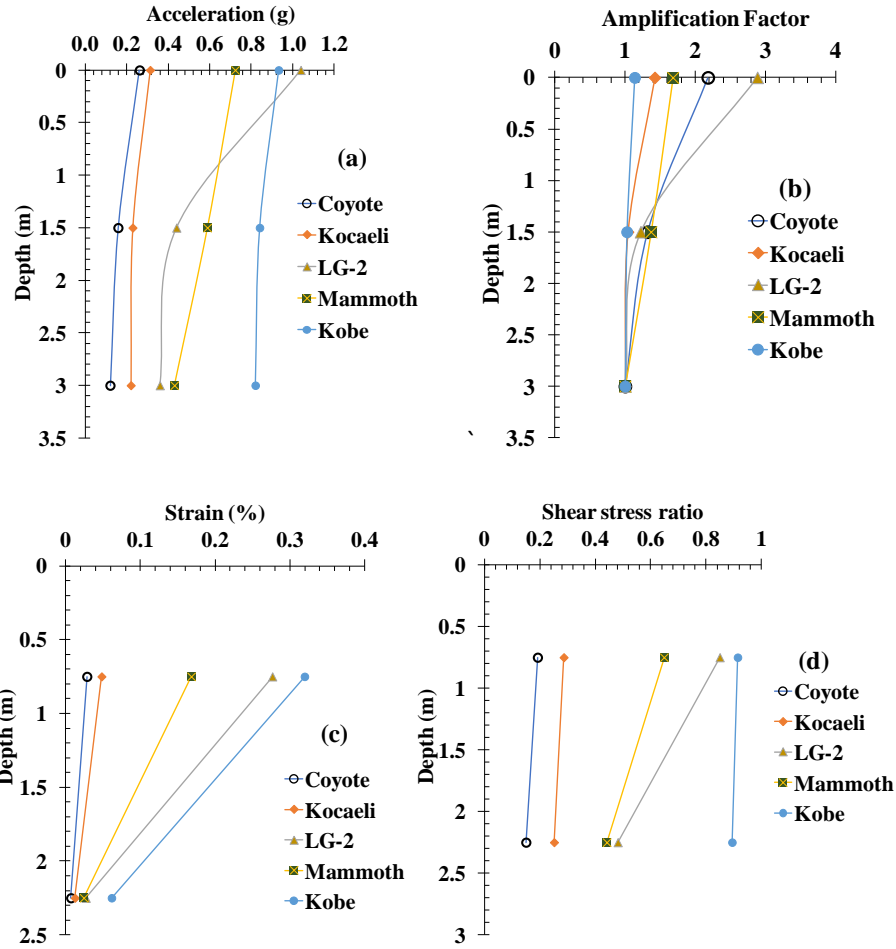 Acceleration (g)
0.0 0.2 0.4 0.6 0.8 1.0 1.2
0
0.5
1
1.5
2
2.5
3
3.5
Depth (m)
(a)
Coyote
Kocaeli
LG-2
Mammoth
Kobe
Amplification Factor
0 1 2 3 4
0
0.5
1
1.5
2
2.5
3
3.5
Depth (m)
(b)
Coyote
Kocaeli
LG-2
Mammoth
Kobe
`
Strain (%)
0 0.1 0.2 0.3 0.4
0
0.5
1
1.5
2
2.5
Depth (m)
(c)
Coyote
Kocaeli
LG-2
Mammoth
Kobe
Shear stress ratio
0 0.2 0.4 0.6 0.8 1
0
0.5
1
1.5
2
2.5
3
Depth (m)
(d)
Coyote
Kocaeli
LG-2
Mammoth
Kobe